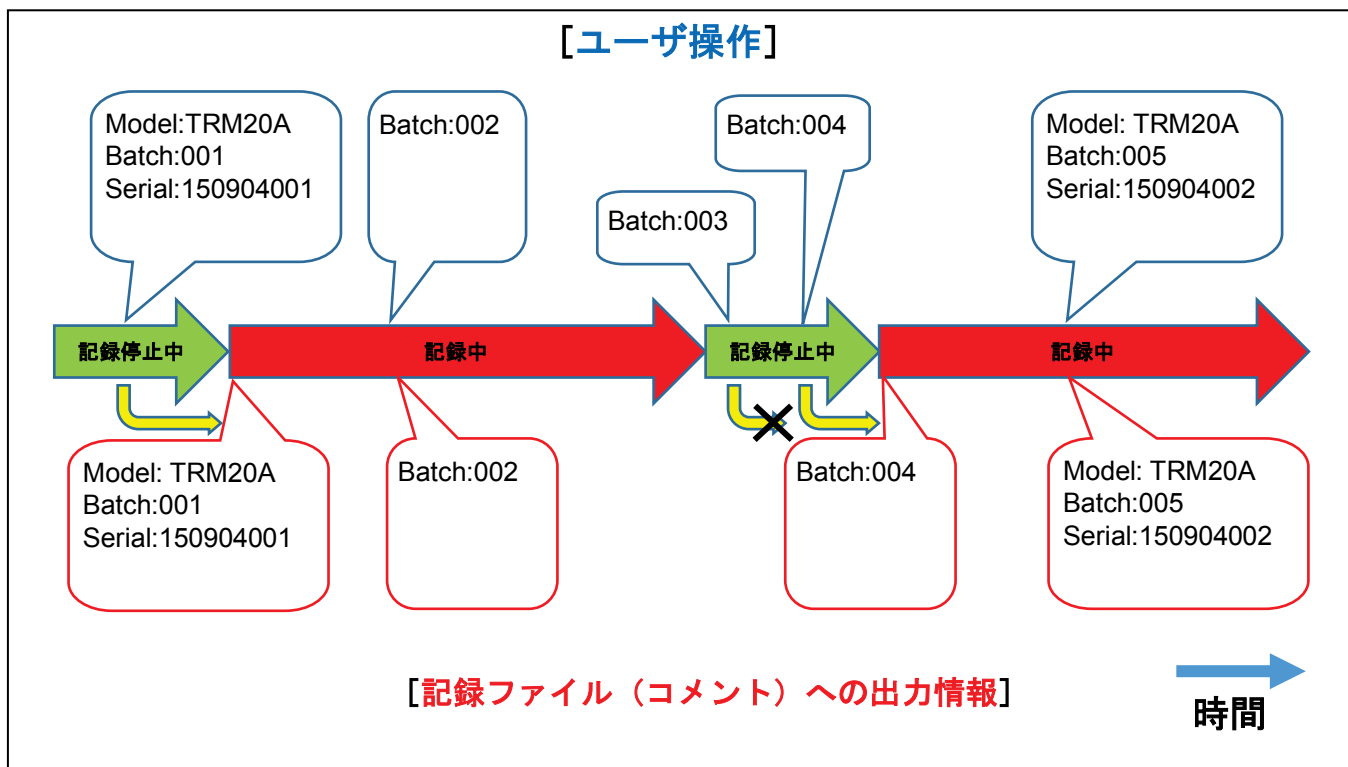 [ユーザ操作]
Model:TRM20A
Batch:001
Serial:150904001
Batch:002
Batch:003
Batch:004
Model: TRM20A
Batch:005
Serial:150904002
記録停止中
記録中
記録停止中
記録中
Model: TRM20A
Batch:001
Serial:150904001
Batch:002
Batch:004
Model: TRM20A
Batch:005
Serial:150904002
[記録ファイル（コメント）への出力情報]
時間